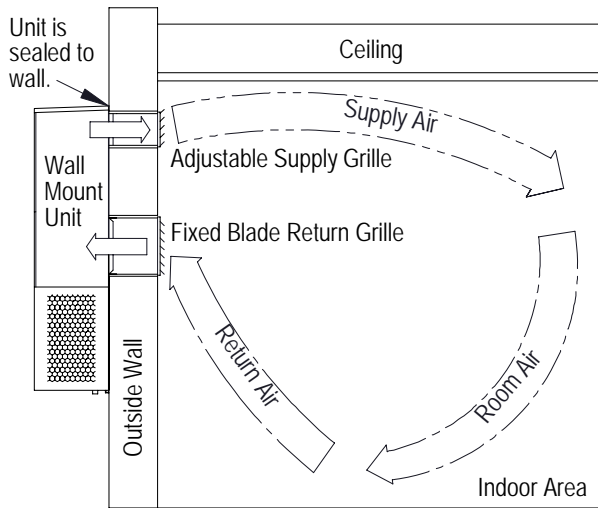 Unit is
sealed to
wall.
Ceiling
Supply Air
Adjustable Supply Grille
Wall
Mount
Unit
Fixed Blade Return Grille
Return Air
Room Air
Outside Wall
Indoor Area